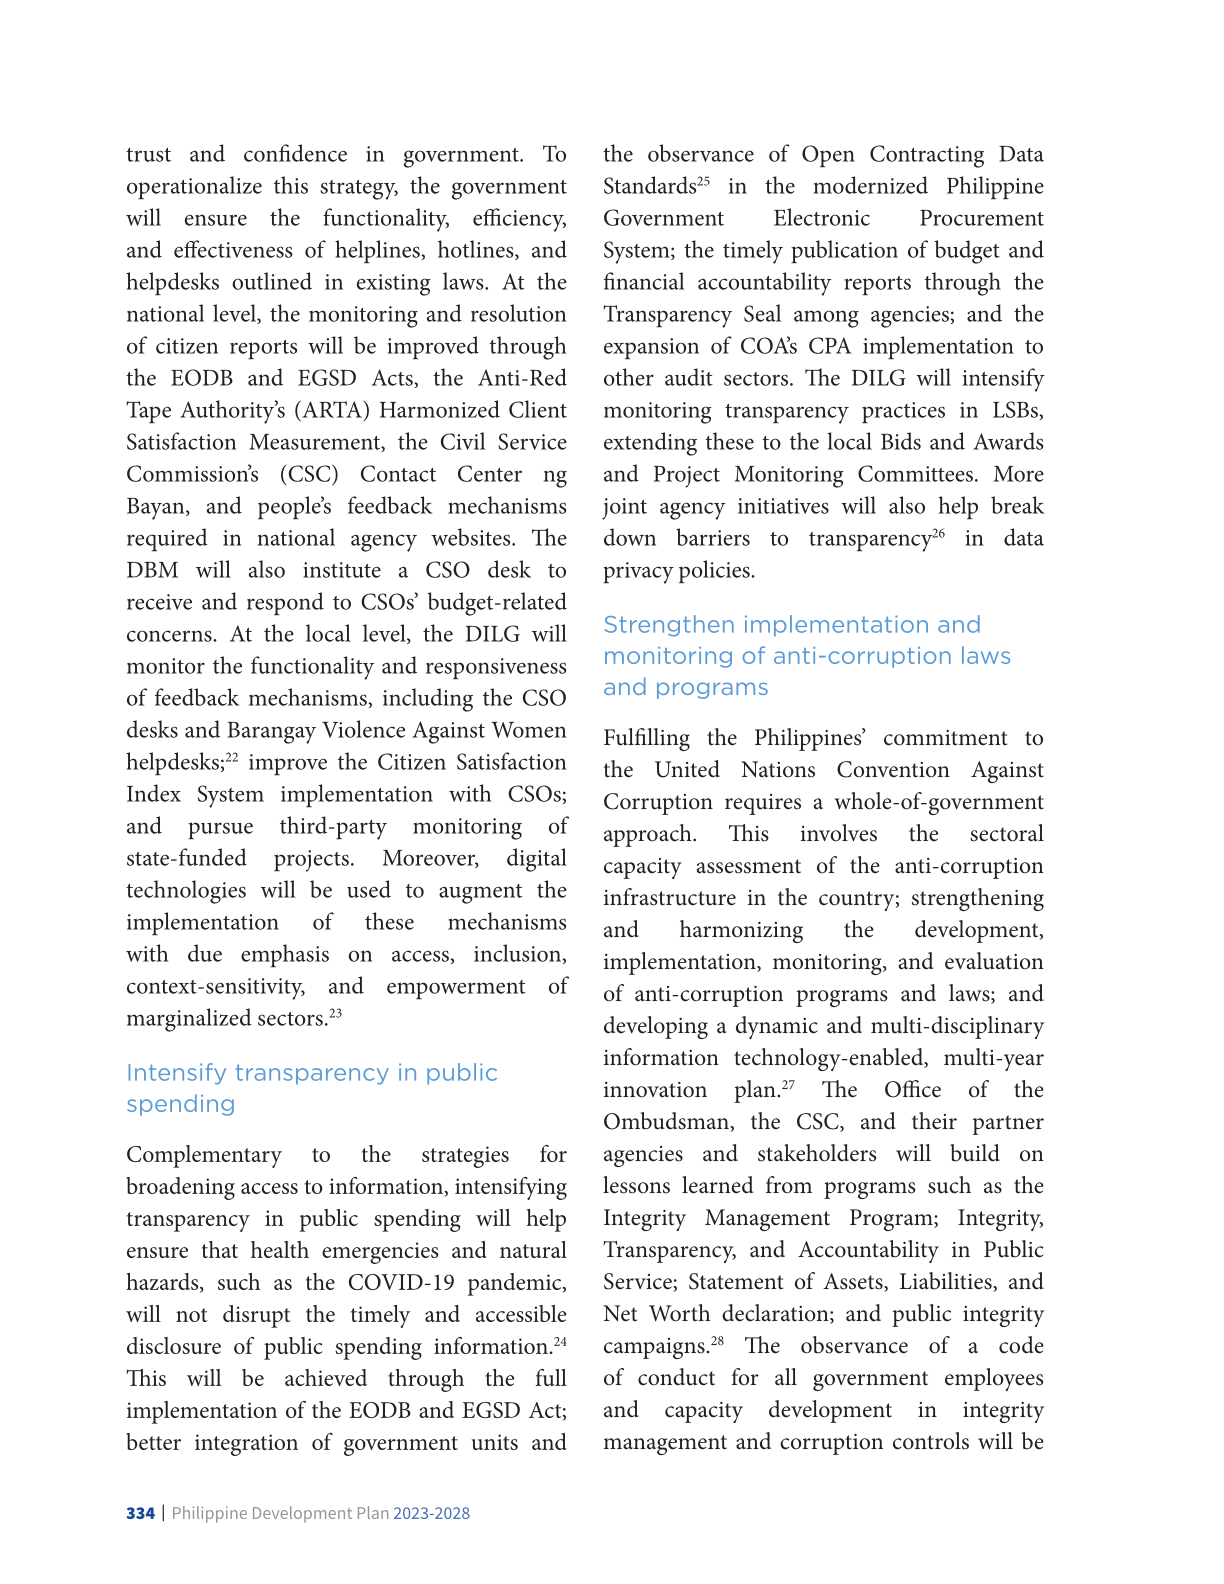 trust and confidence in government. To
operationalize this strategy, the government
will ensure the functionality, efficiency,
and effectiveness of helplines, hotlines, and
helpdesks outlined in existing laws. At the
national level, the monitoring and resolution
of citizen reports will be improved through
the EODB and EGSD Acts, the Anti-Red
Tape Authority’s (ARTA) Harmonized Client
Satisfaction Measurement, the Civil Service
Commission’s (CSC) Contact Center ng
Bayan, and people’s feedback mechanisms
required in national agency websites. The
DBM will also institute a CSO desk to
receive and respond to CSOs’ budget-related
concerns. At the local level, the DILG will
monitor the functionality and responsiveness
of feedback mechanisms, including the CSO
desks and Barangay Violence Against Women
helpdesks;²² improve the Citizen Satisfaction
Index System implementation with CSOs;
and pursue third-party monitoring of
state-funded projects. Moreover, digital
technologies will be used to augment the
implementation of these mechanisms
with due emphasis on access, inclusion,
context-sensitivity, and empowerment of
marginalized sectors.²³
Intensify transparency in public
spending
Complementary to the strategies for
broadening access to information, intensifying
transparency in public spending will help
ensure that health emergencies and natural
hazards, such as the COVID-19 pandemic,
will not disrupt the timely and accessible
disclosure of public spending information.²⁴
This will be achieved through the full
implementation of the EODB and EGSD Act;
better integration of government units and
the observance of Open Contracting Data
Standards²⁵ in the modernized Philippine
Government Electronic Procurement
System; the timely publication of budget and
financial accountability reports through the
Transparency Seal among agencies; and the
expansion of COA’s CPA implementation to
other audit sectors. The DILG will intensify
monitoring transparency practices in LSBs,
extending these to the local Bids and Awards
and Project Monitoring Committees. More
joint agency initiatives will also help break
down barriers to transparency²⁶ in data
privacy policies.
Strengthen implementation and
monitoring of anti-corruption laws
and programs
Fulfilling the Philippines’ commitment to
the United Nations Convention Against
Corruption requires a whole-of-government
approach. This involves the sectoral
capacity assessment of the anti-corruption
infrastructure in the country; strengthening
and harmonizing the development,
implementation, monitoring, and evaluation
of anti-corruption programs and laws; and
developing a dynamic and multi-disciplinary
information technology-enabled, multi-year
innovation plan.²⁷ The Office of the
Ombudsman, the CSC, and their partner
agencies and stakeholders will build on
lessons learned from programs such as the
Integrity Management Program; Integrity,
Transparency, and Accountability in Public
Service; Statement of Assets, Liabilities, and
Net Worth declaration; and public integrity
campaigns.²⁸ The observance of a code
of conduct for all government employees
and capacity development in integrity
management and corruption controls will be
334 | Philippine Development Plan 2023-2028